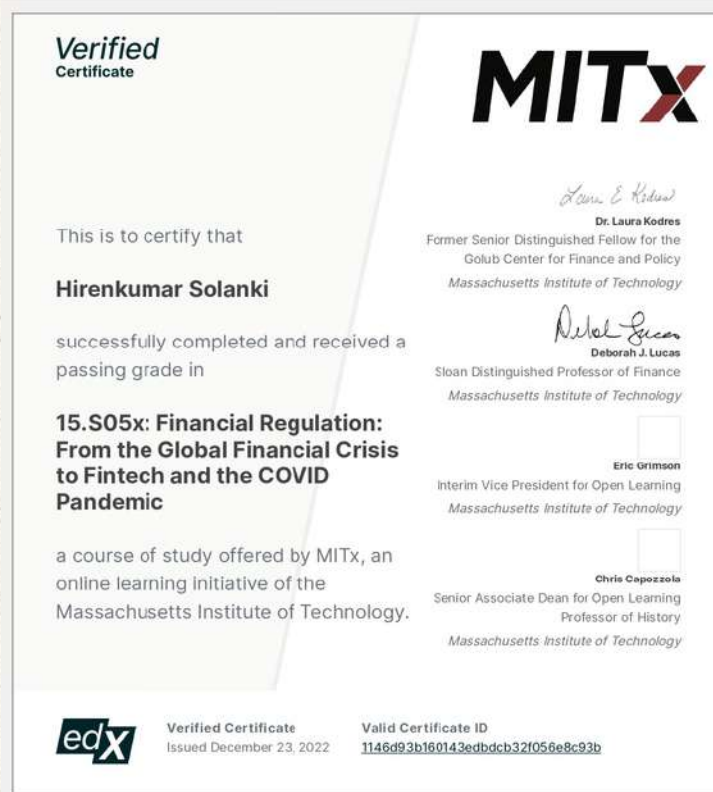 Verified
Certificate
MITx
This is to certify that
Hirenkumar Solanki
successfully completed and received a
passing grade in
15.S05x: Financial Regulation:
From the Global Financial Crisis
to Fintech and the COVID
Pandemic
a course of study offered by MITx, an
online learning initiative of the
Massachusetts Institute of Technology.
Laura E Kodres
Dr. Laura Kodres
Former Senior Distinguished Fellow for the
Golub Center for Finance and Policy
Massachusetts Institute of Technology
Deborah J. Lucas
Sloan Distinguished Professor of Finance
Massachusetts Institute of Technology
Eric Grimson
Interim Vice President for Open Learning
Massachusetts Institute of Technology
Chris Capozzola
Senior Associate Dean for Open Learning
Professor of History
Massachusetts Institute of Technology
edX
Verified Certificate
Issued December 23, 2022
Valid Certificate ID
1146d93b160143edbdcb32f056e8c93b